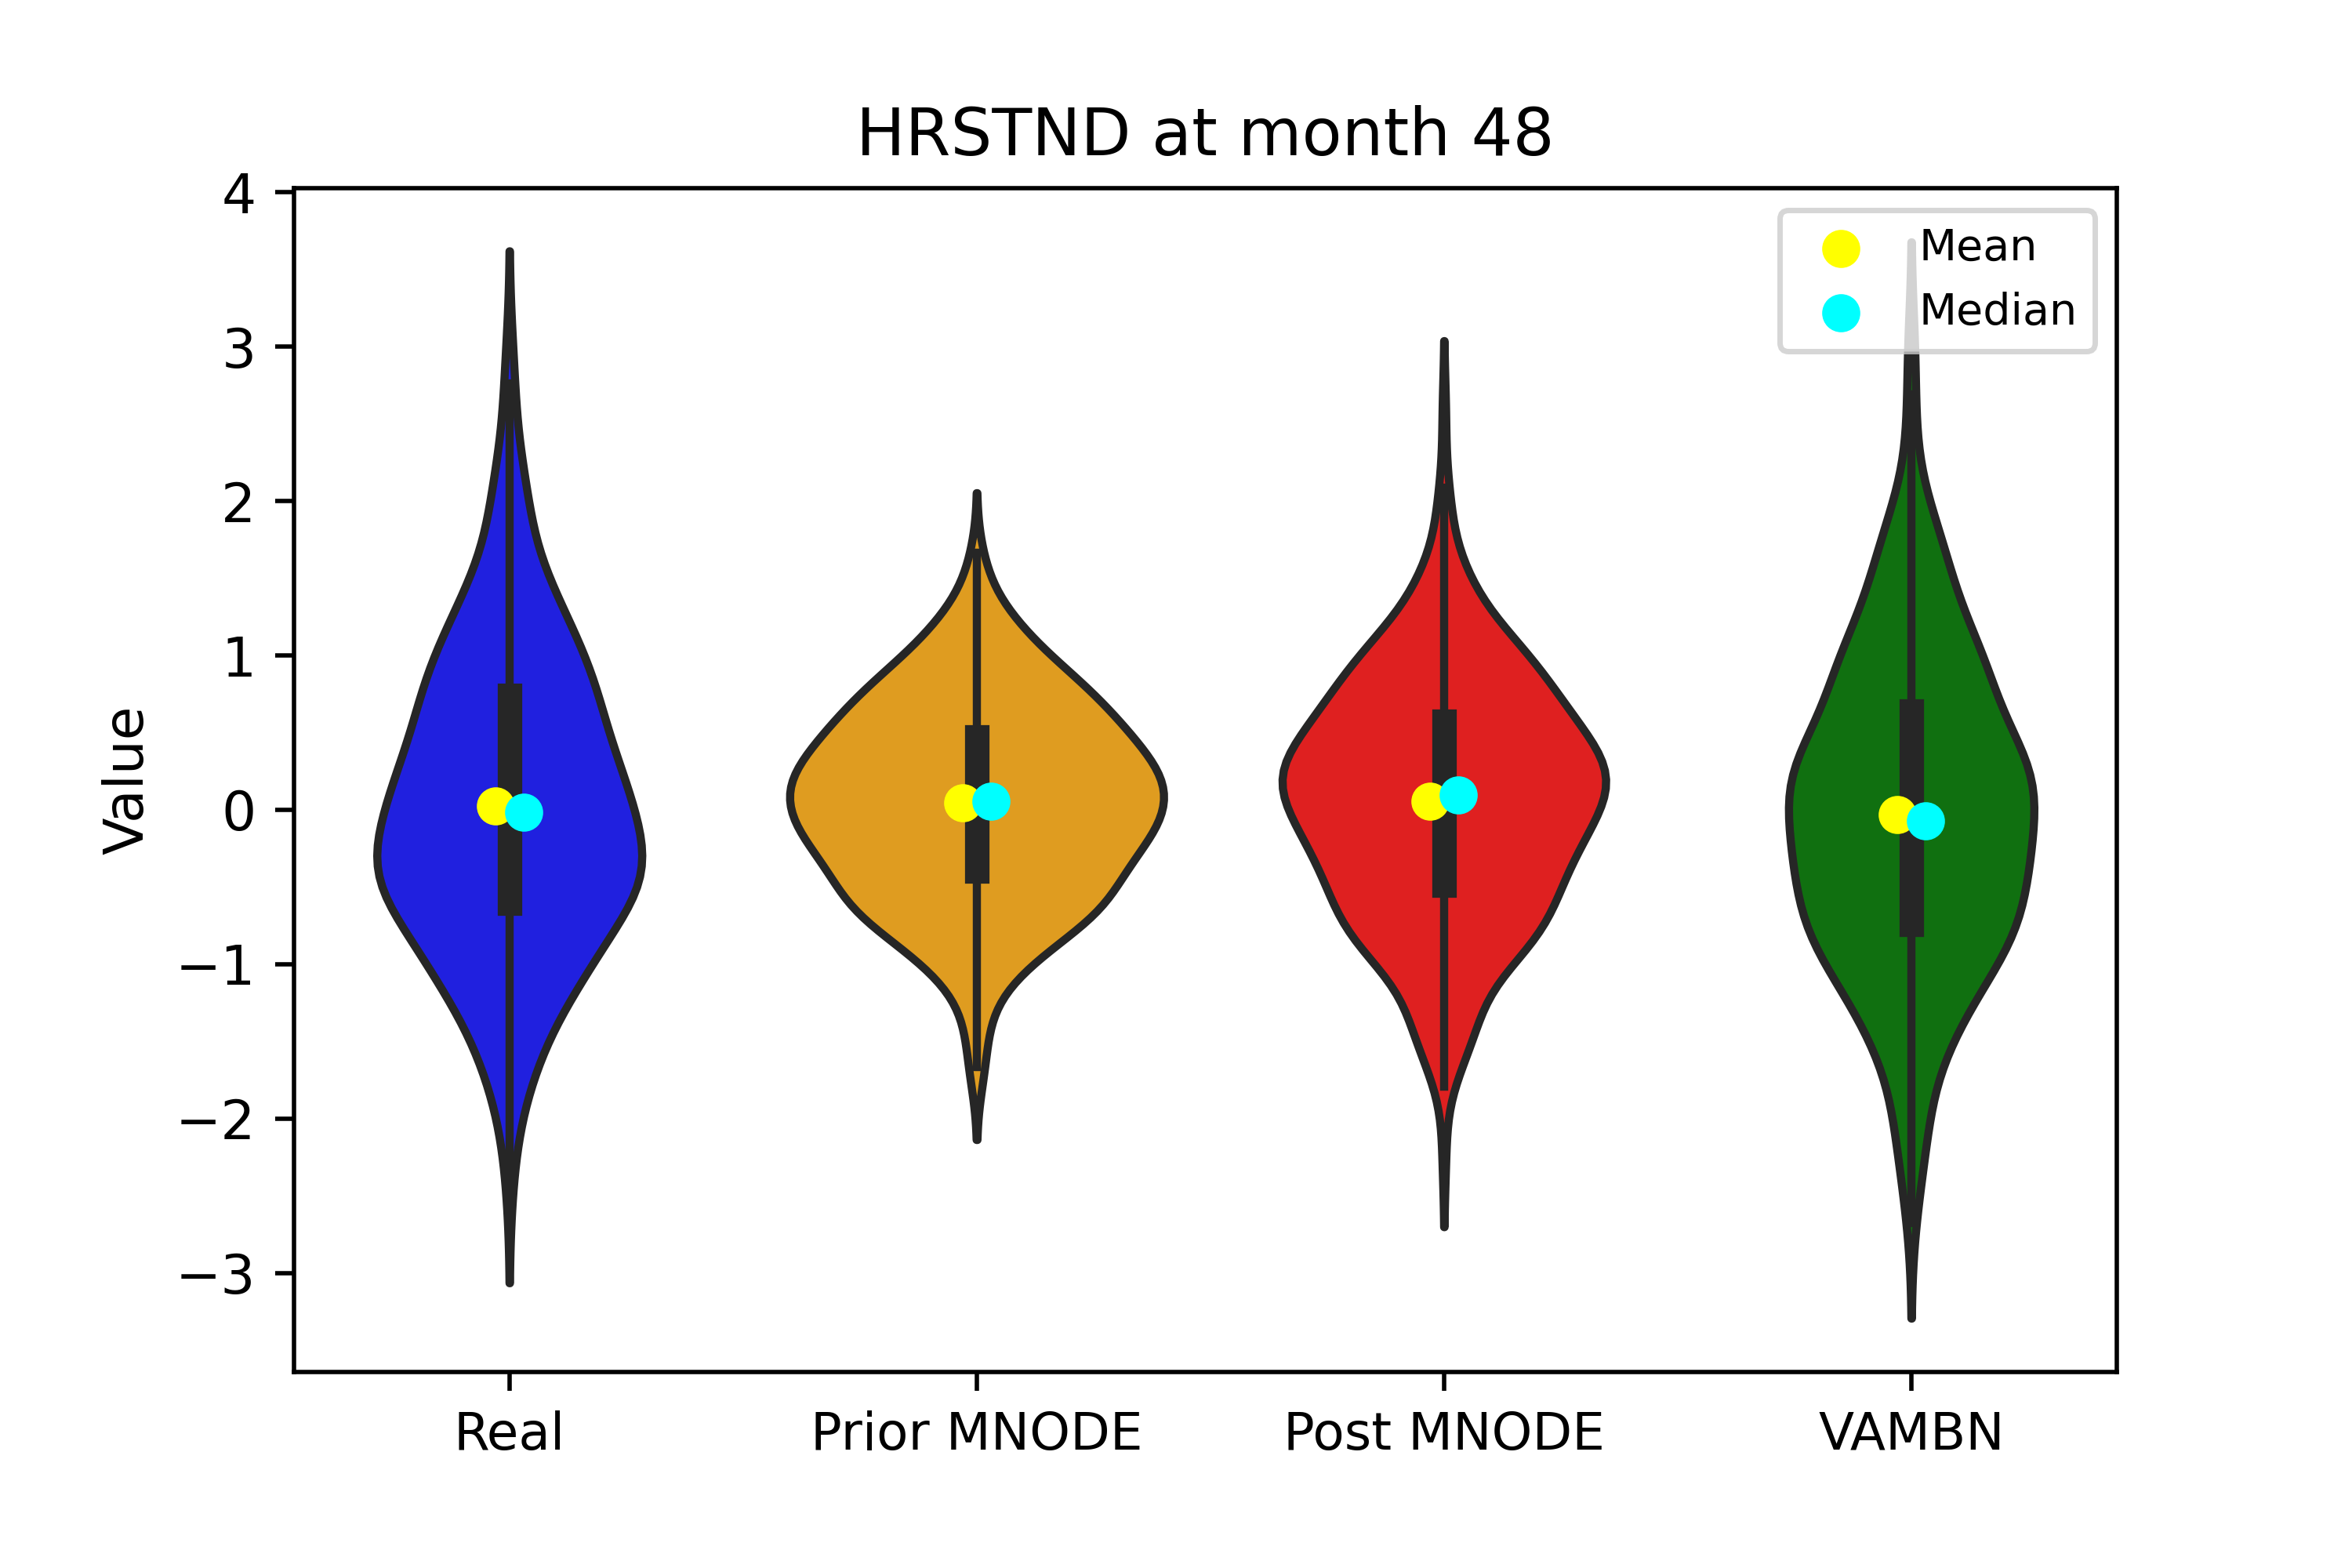 HRSTND at month 48
4
3
2
1
0
−1
−2
−3
Value
Mean
Median
Real
Prior MNODE
Post MNODE
VAMBN